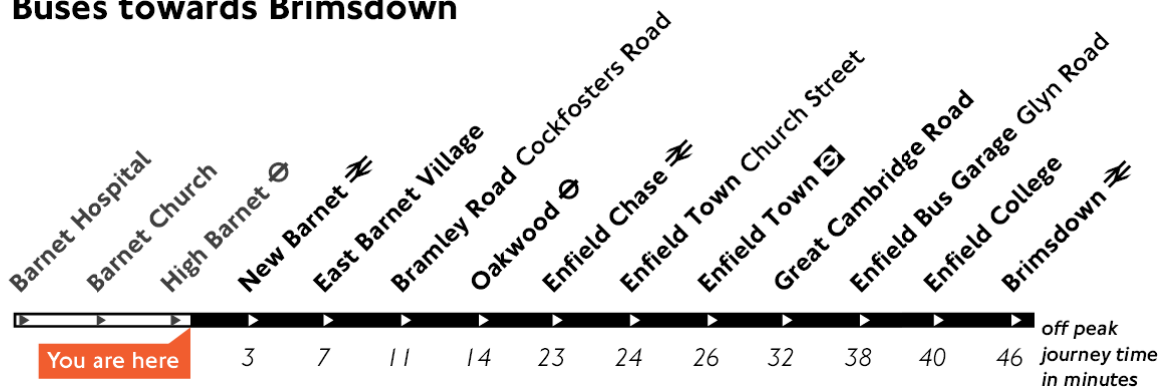 Buses towards Brimsdown
Barnet Hospital
Barnet Church
High Barnet
New Barnet
East Barnet Village
Bramley Road Cockfosters Road
Oakwood
Enfield Chase
Enfield Town Church Street
Enfield Town
Great Cambridge Road
Enfield Bus Garage Glyn Road
Enfield College
Brimsdown
You are here
3 7 11 14 23 24 26 32 38 40 46
off peak
journey time
in minutes